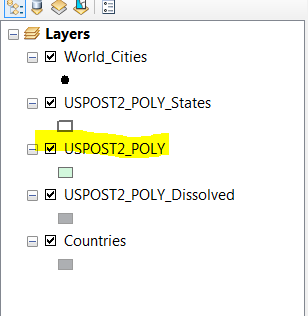 Layers
World_Cities
USPOST2_POLY_States
USPOST2_POLY
USPOST2_POLY_Dissolved
Countries